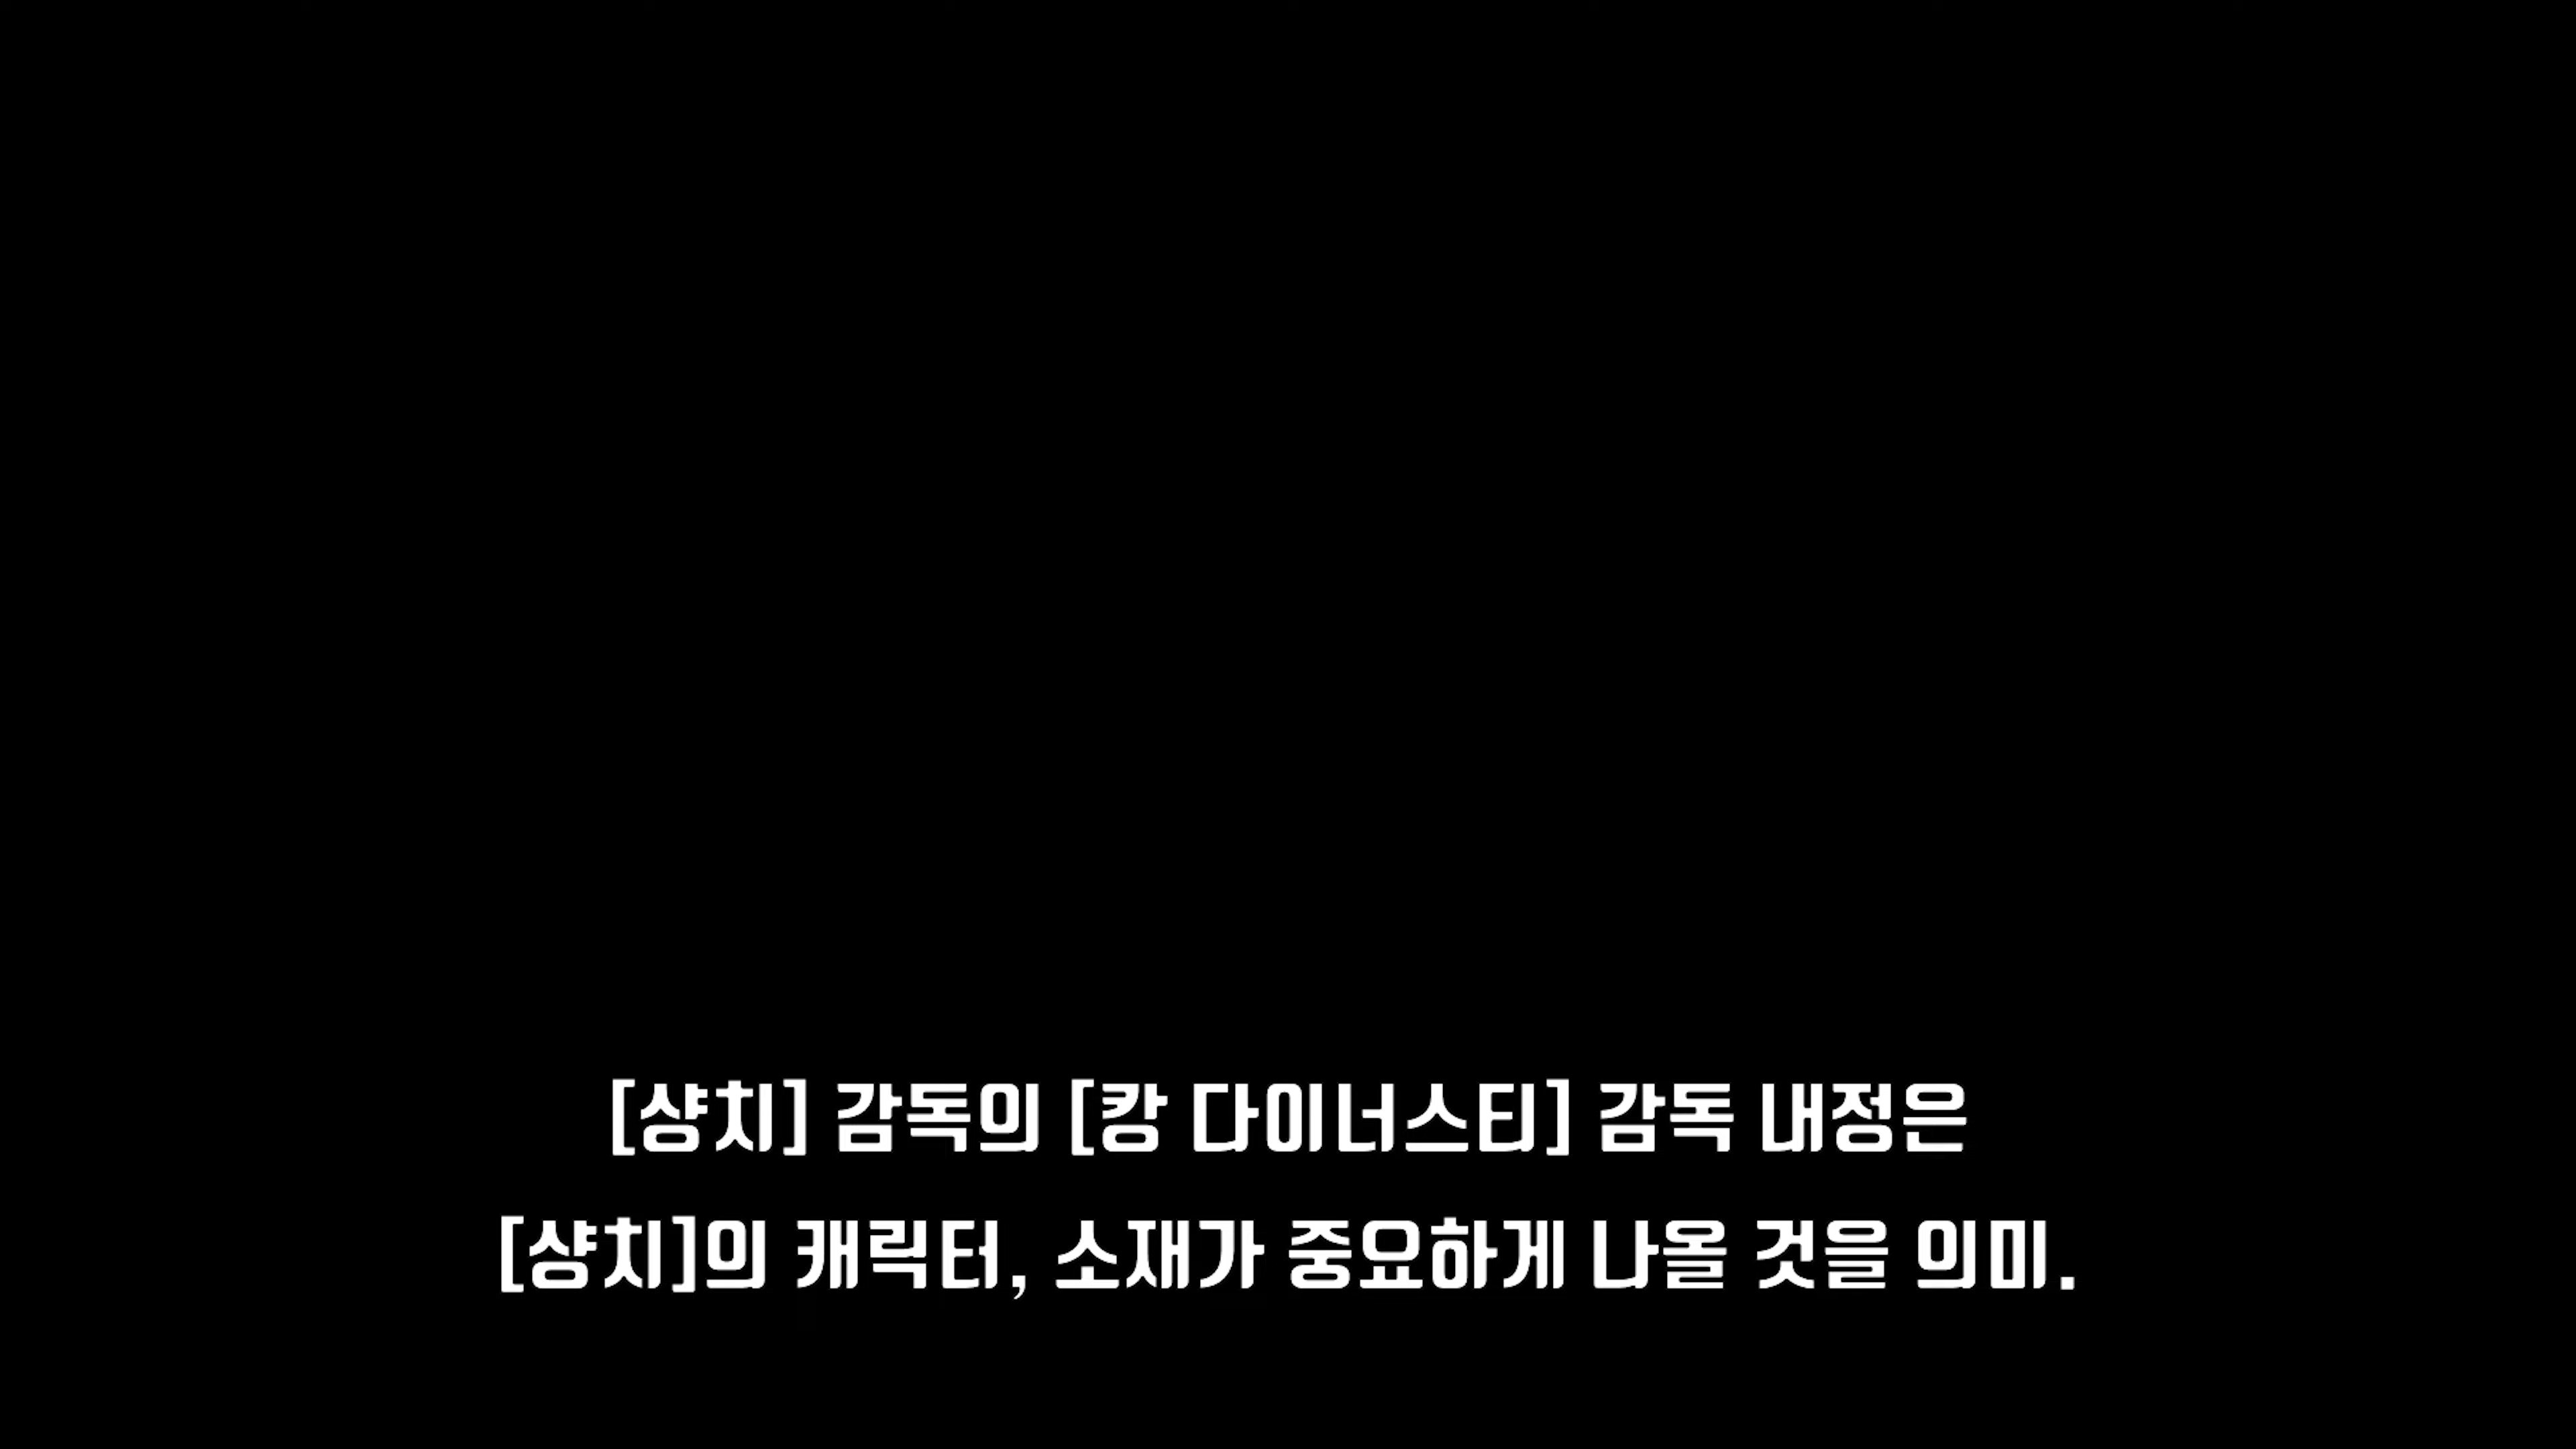 [샹치] 감독의 [캉 다이너스티] 감독 내정은
[샹치]의 캐릭터, 소재가 중요하게 나올 것을 의미.